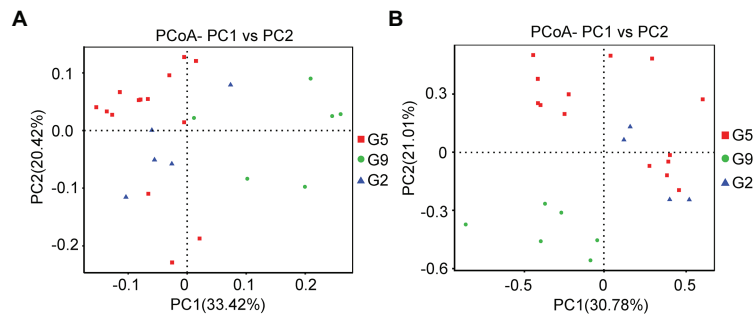 A
PCoA- PC1 vs PC2
0.1
0.0
-0.1
-0.2
PC2(20.42%)
-0.1
0
0.1
0.2
PC1(33.42%)
G5
G9
G2
B
PCoA- PC1 vs PC2
0.3
0
-0.3
-0.6
PC2(21.01%)
-0.5
0
0.5
PC1(30.78%)
G5
G9
G2